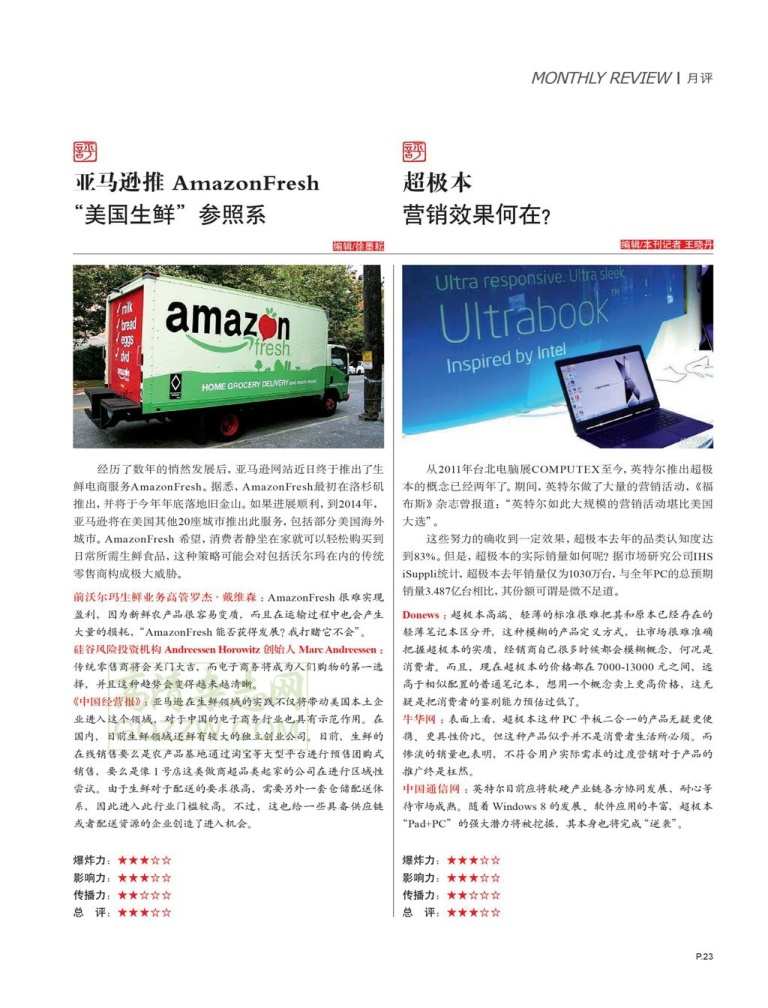 MONTHLY REVIEW | 月评
评
亚马逊推 AmazonFresh
“美国生鲜”参照系
编辑/徐墨耘
milk
bread
eggs
dvd
amazon
amazon
fresh
HOME GROCERY DELIVERY and much more!
经历了数年的悄然发展后，亚马逊网站近日终于推出了生
鲜电商服务AmazonFresh。据悉，AmazonFresh最初在洛杉矶
推出，并将于今年年底落地旧金山。如果进展顺利，到2014年，
亚马逊将在美国其他20座城市推出此服务，包括部分美国海外
城市。AmazonFresh 希望，消费者静坐在家就可以轻松购买到
日常所需生鲜食品，这种策略可能会对包括沃尔玛在内的传统
零售商构成极大威胁。
前沃尔玛生鲜业务高管罗杰·戴维森：AmazonFresh 很难实现
盈利，因为新鲜农产品很容易变质，而且在运输过程中也会产生
大量的损耗，“AmazonFresh 能否获得发展？我打赌它不会”。
硅谷风险投资机构 Andreessen Horowitz 创始人 Marc Andreessen：
传统零售商将会关门大吉，而电子商务将成为人们购物的第一选
择，并且这种趋势会变得越来越清晰。
《中国经营报》：亚马逊在生鲜领域的实践不仅将带动美国本土企
业进入这个领域，对于中国的电子商务行业也具有示范作用。在
国内，目前生鲜领域还鲜有较大的独立创业公司，目前，生鲜的
在线销售要么是农产品基地通过淘宝等大型平台进行预售团购式
销售，要么是像 1 号店这类做商超品类起家的公司在进行区域性
尝试。由于生鲜对于配送的要求很高，需要另外一套仓储配送体
系，因此进入此行业门槛较高。不过，这也给一些具备供应链
或者配送资源的企业创造了进入机会。
爆炸力：★★★☆☆
影响力：★★★☆☆
传播力：★★☆☆☆
总 评：★★★☆☆
评
超极本
营销效果何在？
编辑/本刊记者 王晓丹
Ultra responsive. Ultra sleek.
Ultrabook™
Inspired by Intel
从2011年台北电脑展COMPUTEX至今，英特尔推出超极
本的概念已经两年了。期间，英特尔做了大量的营销活动，《福
布斯》杂志曾报道：“英特尔如此大规模的营销活动堪比美国
大选”。
这些努力的确收到一定效果，超极本去年的品类认知度达
到83%。但是，超极本的实际销量如何呢？据市场研究公司IHS
iSuppli统计，超极本去年销量仅为1030万台，与全年PC的总预期
销量3.487亿台相比，其份额可谓是微不足道。
Donews：超极本高端、轻薄的标准很难把其和原本已经存在的
轻薄笔记本区分开，这种模糊的产品定义方式，让市场很难准确
把握超极本的实质，经销商自己很多时候都会模糊概念，何况是
消费者。而且，现在超极本的价格都在 7000-13000 元之间，远
高于相似配置的普通笔记本，想用一个概念卖上更高价格，这无
疑是把消费者的鉴别能力预估过低了。
牛华网：表面上看，超极本这种 PC 平板二合一的产品无疑更便
携、更具性价比。但这种产品似乎并不是消费者生活所必须。而
惨淡的销量也表明，不符合用户实际需求的过度营销对于产品的
推广终是枉然。
中国通信网：英特尔目前应将软硬产业链各方协同发展，耐心等
待市场成熟。随着 Windows 8 的发展、软件应用的丰富，超极本
“Pad+PC” 的强大潜力将被挖掘，其本身也将完成“逆袭”。
爆炸力：★★★☆☆
影响力：★★★☆☆
传播力：★★☆☆☆
总 评：★★★☆☆
P.23